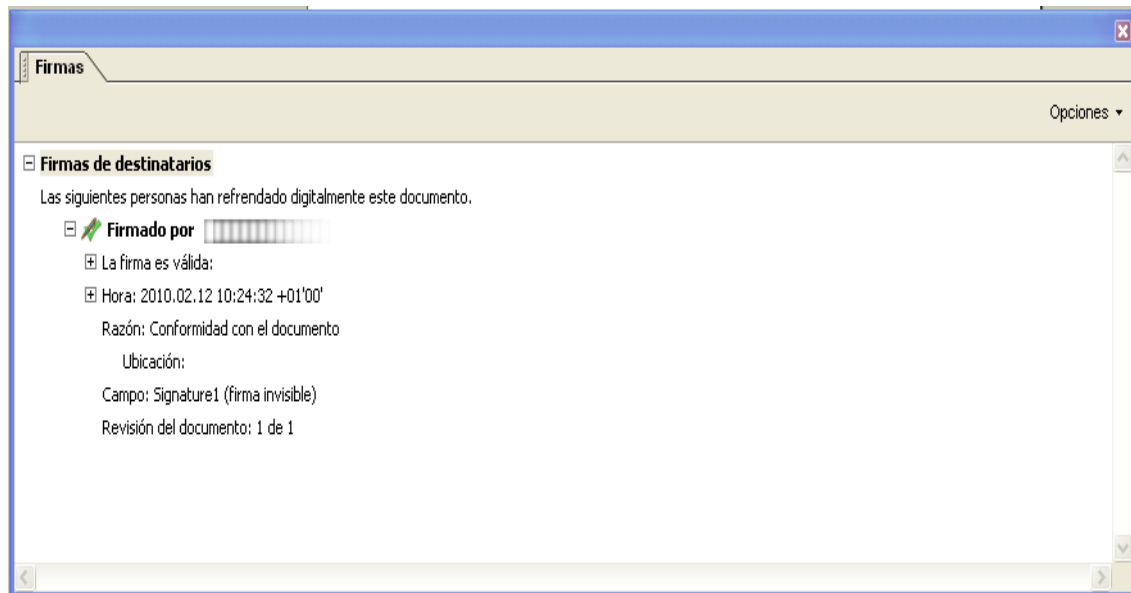 Firmas
Opciones
Firmas de destinatarios
Las siguientes personas han refrendado digitalmente este documento.
Firmado por
La firma es válida:
Hora: 2010.02.12 10:24:32 +01'00'
Razón: Conformidad con el documento
Ubicación:
Campo: Signature1 (firma invisible)
Revisión del documento: 1 de 1